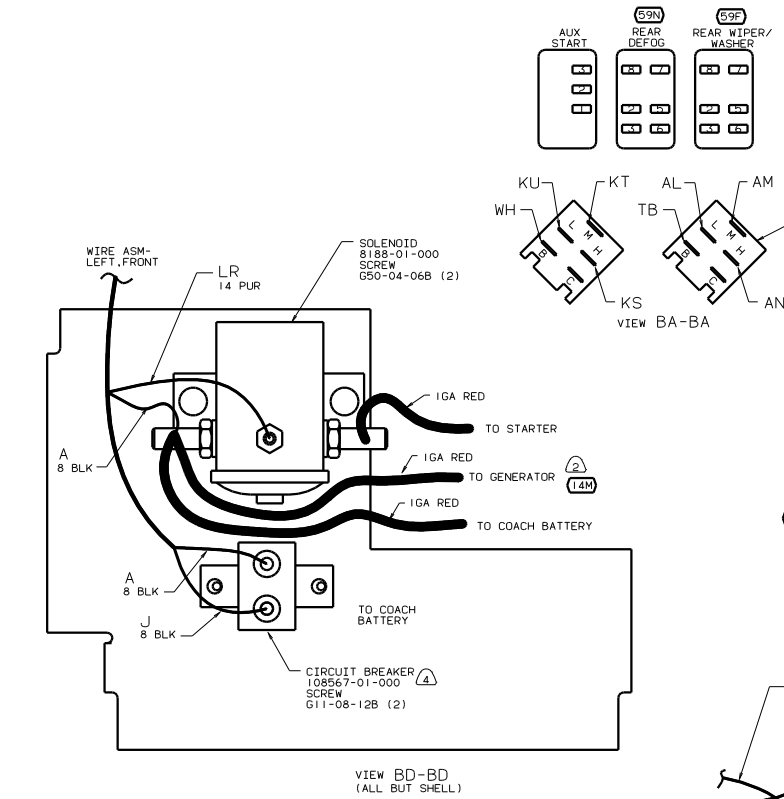 59N
59F
AUX
START
REAR
DEFOG
REAR WIPER/
WASHER
3
2
1
8 7
2 5
3 6
8 7
2 5
3 6
KU
KT
WH
L
M
B
H
C
KS
AL
AM
TB
L
M
B
H
C
AN
VIEW BA-BA
WIRE ASM-
LEFT,FRONT
LR
14 PUR
SOLENOID
8188-01-000
SCREW
G50-04-06B (2)
1GA RED
TO STARTER
A
8 BLK
1GA RED
TO GENERATOR
2
14M
1GA RED
TO COACH BATTERY
A
8 BLK
J
8 BLK
TO COACH
BATTERY
CIRCUIT BREAKER
108567-01-000
4
SCREW
G11-08-12B (2)
VIEW BD-BD
(ALL BUT SHELL)